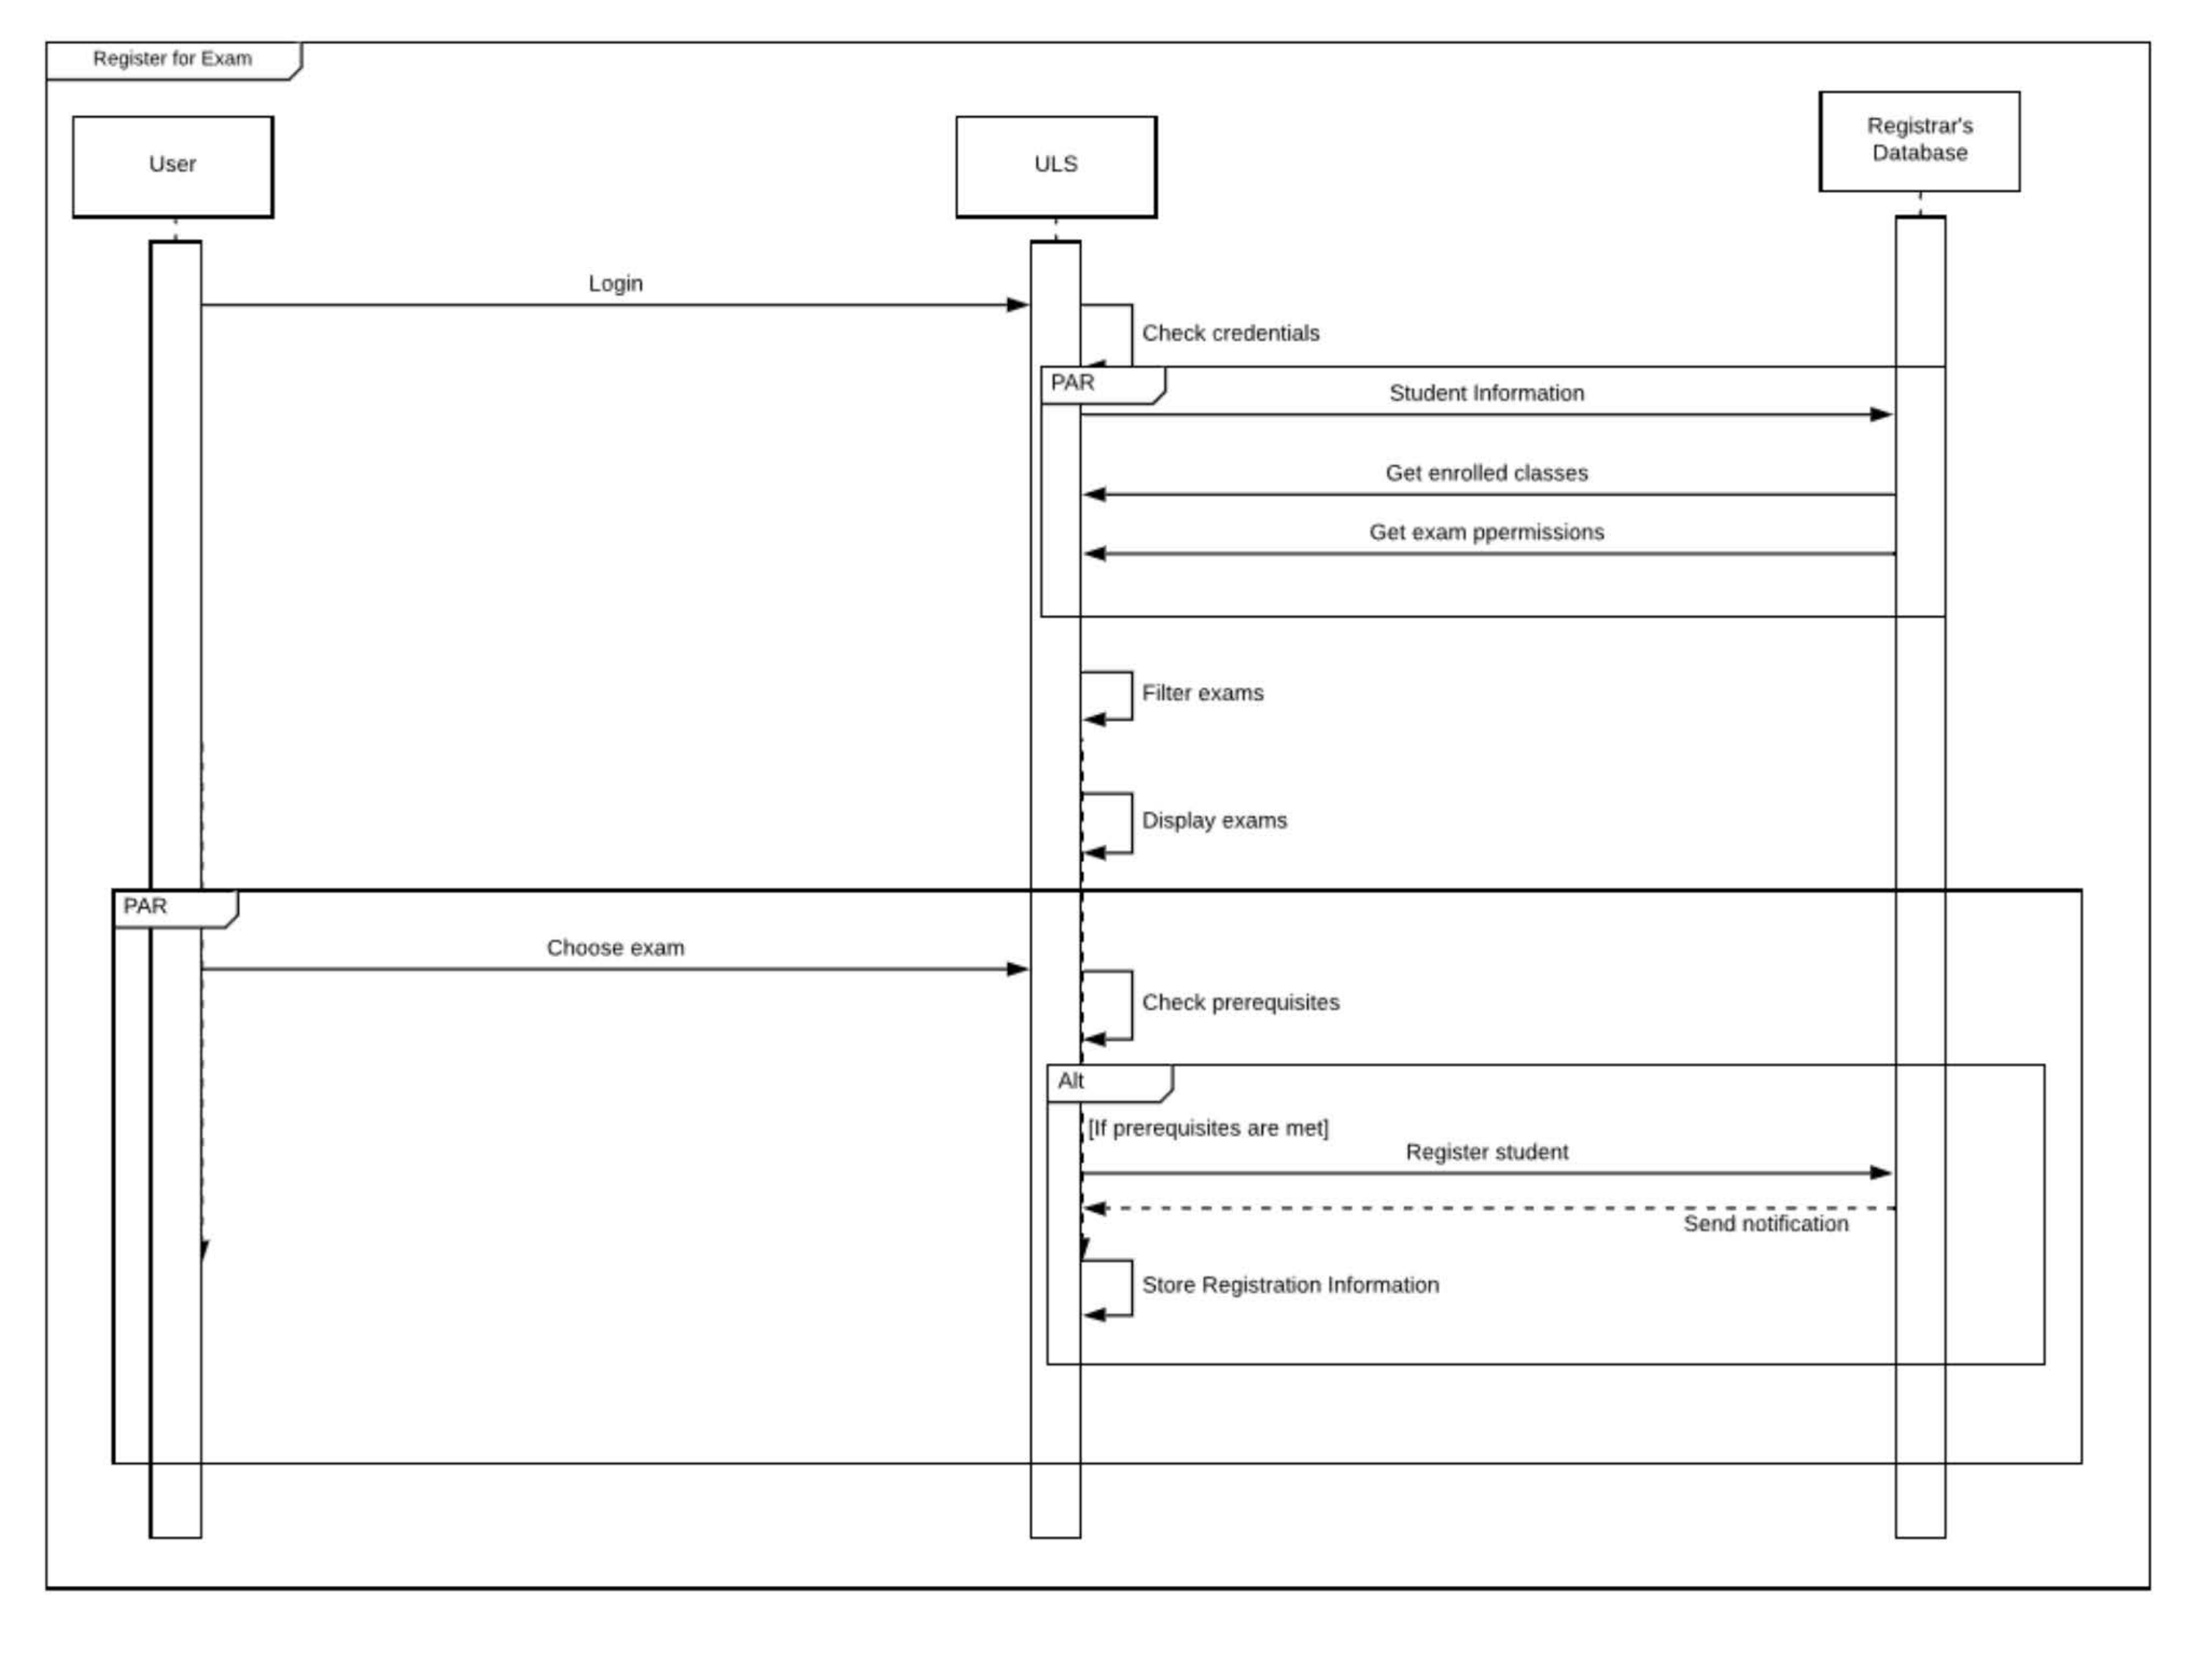 Register for Exam
User
ULS
Registrar's
Database
Login
Check credentials
PAR
Student Information
Get enrolled classes
Get exam ppermissions
Filter exams
Display exams
PAR
Choose exam
Check prerequisites
Alt
[If prerequisites are met]
Register student
Send notification
Store Registration Information